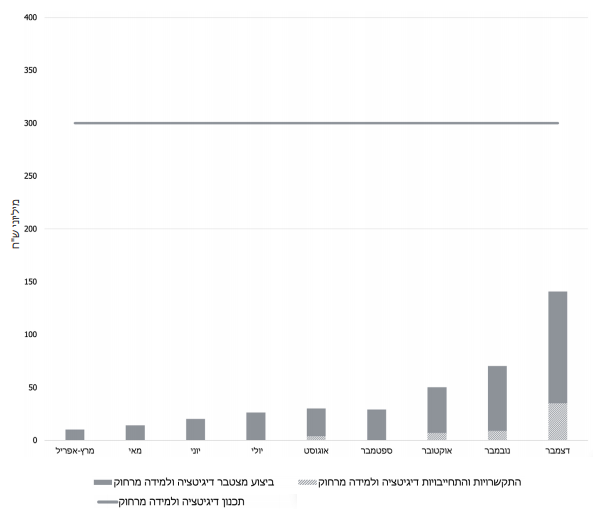 400
350
300
250
200
150
100
50
0
מיליוני ש"ח
מרץ-אפריל מאי יוני יולי אוגוסט ספטמבר אוקטובר נובמבר דצמבר
ביצוע מצטבר דיגיטציה ולמידה מרחוק התקשרויות והתחייבויות דיגיטציה ולמידה מרחוק
תכנון דיגיטציה ולמידה מרחוק